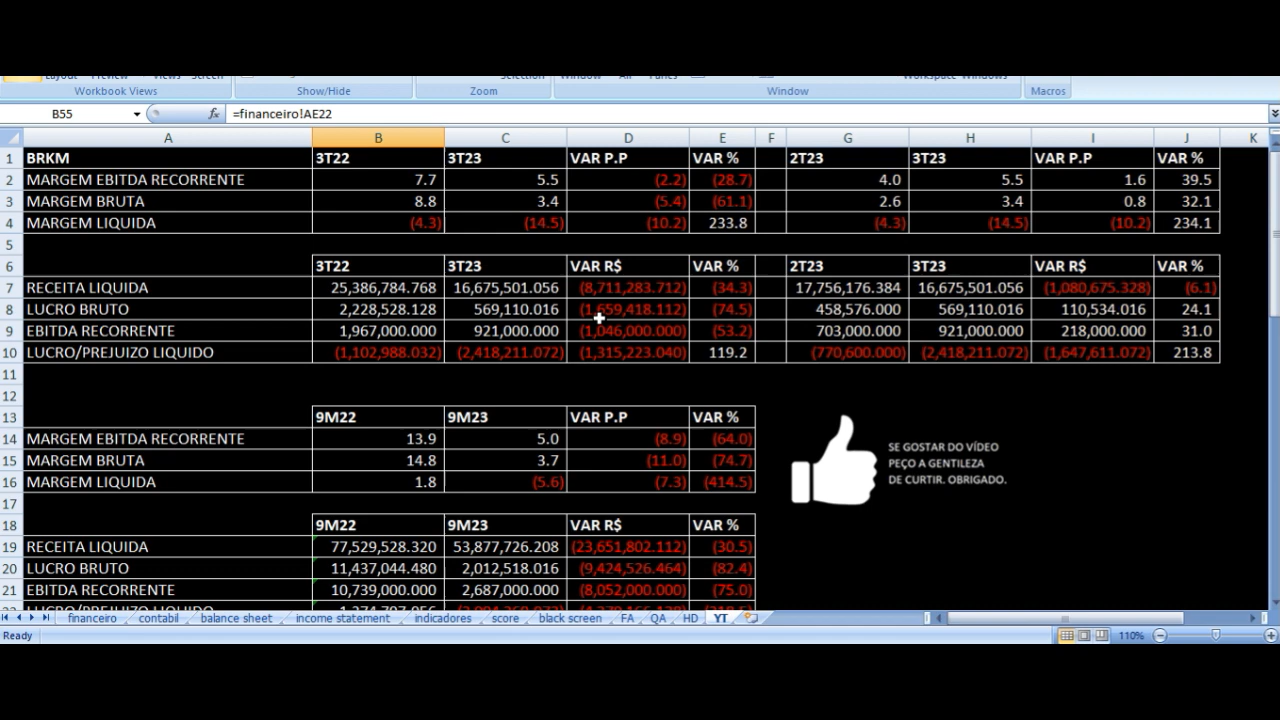 Workbook Views Show/Hide Zoom Window Macros
B55 =financeiro!AE22
A B C D E F G H I J K
1 BRKM 3T22 3T23 VAR P.P VAR % 2T23 3T23 VAR P.P VAR %
2 MARGEM EBITDA RECORRENTE 7.7 5.5 (2.2) (28.7) 4.0 5.5 1.6 39.5
3 MARGEM BRUTA 8.8 3.4 (5.4) (61.1) 2.6 3.4 0.8 32.1
4 MARGEM LIQUIDA (4.3) (14.5) (10.2) 233.8 (4.3) (14.5) (10.2) 234.1
5
6 3T22 3T23 VAR R$ VAR % 2T23 3T23 VAR R$ VAR %
7 RECEITA LIQUIDA 25,386,784.768 16,675,501.056 (8,711,283.712) (34.3) 17,756,176.384 16,675,501.056 (1,080,675.328) (6.1)
8 LUCRO BRUTO 2,228,528.128 569,110.016 (1,659,418.112) (74.5) 458,576.000 569,110.016 110,534.016 24.1
9 EBITDA RECORRENTE 1,967,000.000 921,000.000 (1,046,000.000) (53.2) 703,000.000 921,000.000 218,000.000 31.0
10 LUCRO/PREJUIZO LIQUIDO (1,102,988.032) (2,418,211.072) (1,315,223.040) 119.2 (770,600.000) (2,418,211.072) (1,647,611.072) 213.8
11
12
13 9M22 9M23 VAR P.P VAR %
14 MARGEM EBITDA RECORRENTE 13.9 5.0 (8.9) (64.0)
15 MARGEM BRUTA 14.8 3.7 (11.0) (74.7)
16 MARGEM LIQUIDA 1.8 (5.6) (7.3) (414.5)
SE GOSTAR DO VÍDEO
PEÇO A GENTILEZA
DE CURTIR. OBRIGADO.
17
18 9M22 9M23 VAR R$ VAR %
19 RECEITA LIQUIDA 77,529,528.320 53,877,726.208 (23,651,802.112) (30.5)
20 LUCRO BRUTO 11,437,044.480 2,012,518.016 (9,424,526.464) (82.4)
21 EBITDA RECORRENTE 10,739,000.000 2,687,000.000 (8,052,000.000) (75.0)
LUCRO/PREJUIZO LIQUIDO
financeiro contabil balance sheet income statement indicadores score black screen FA QA HD YT
Ready 110%